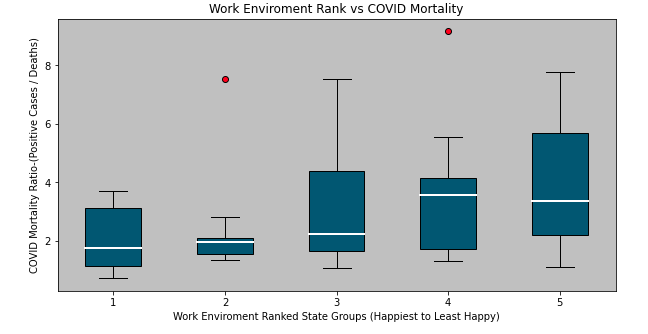 Work Enviroment Rank vs COVID Mortality
COVID Mortality Ratio-(Positive Cases / Deaths)
8
6
4
2
1 2 3 4 5
Work Enviroment Ranked State Groups (Happiest to Least Happy)